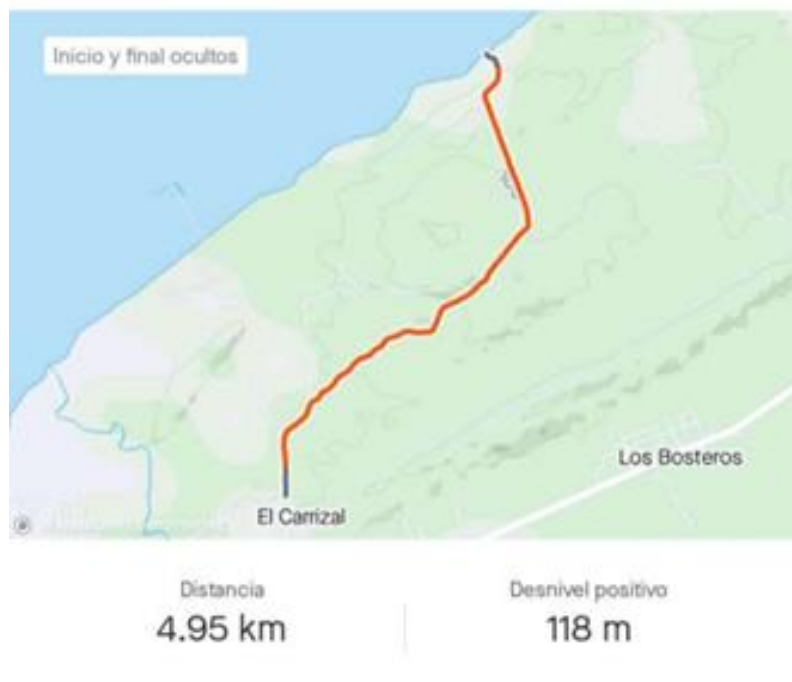 Inicio y final ocultos
Los Bosteros
El Carrizal
Distancia
4.95 km
Desnivel positivo
118 m